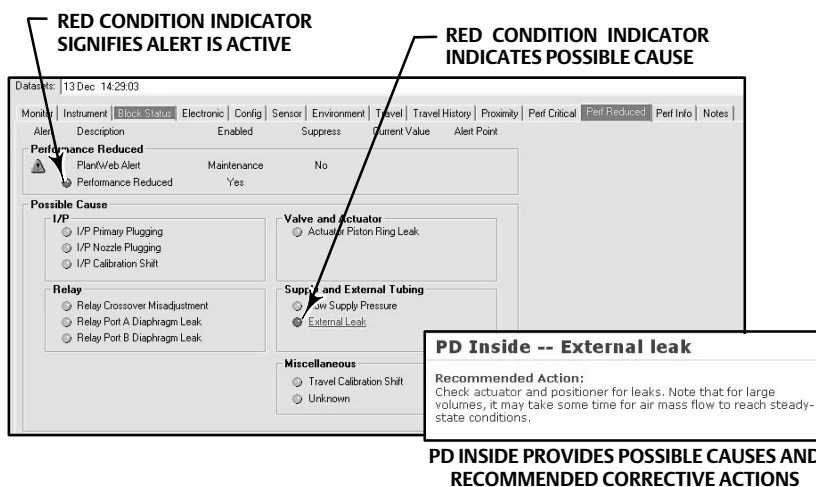 RED CONDITION INDICATOR
SIGNIFIES ALERT IS ACTIVE
RED CONDITION INDICATOR
INDICATES POSSIBLE CAUSE
Datasets: 13 Dec 14:29:03
Monitor Instrument Block Status Electronic Config Sensor Environment Travel Travel History Proximity Perf Critical Perf Reduced Perf Info Notes
Alert Description Enabled Suppress Current Value Alert Point
Performance Reduced
PlantWeb Alert Maintenance No
Performance Reduced Yes
Possible Cause
I/P
I/P Primary Plugging
I/P Nozzle Plugging
I/P Calibration Shift
Valve and Actuator
Actuator Piston Ring Leak
Relay
Relay Crossover Misadjustment
Relay Port A Diaphragm Leak
Relay Port B Diaphragm Leak
Supply and External Tubing
Low Supply Pressure
External Leak
Miscellaneous
Travel Calibration Shift
Unknown
PD Inside -- External leak
Recommended Action:
Check actuator and positioner for leaks. Note that for large
volumes, it may take some time for air mass flow to reach steady-
state conditions.
PD INSIDE PROVIDES POSSIBLE CAUSES AND
RECOMMENDED CORRECTIVE ACTIONS